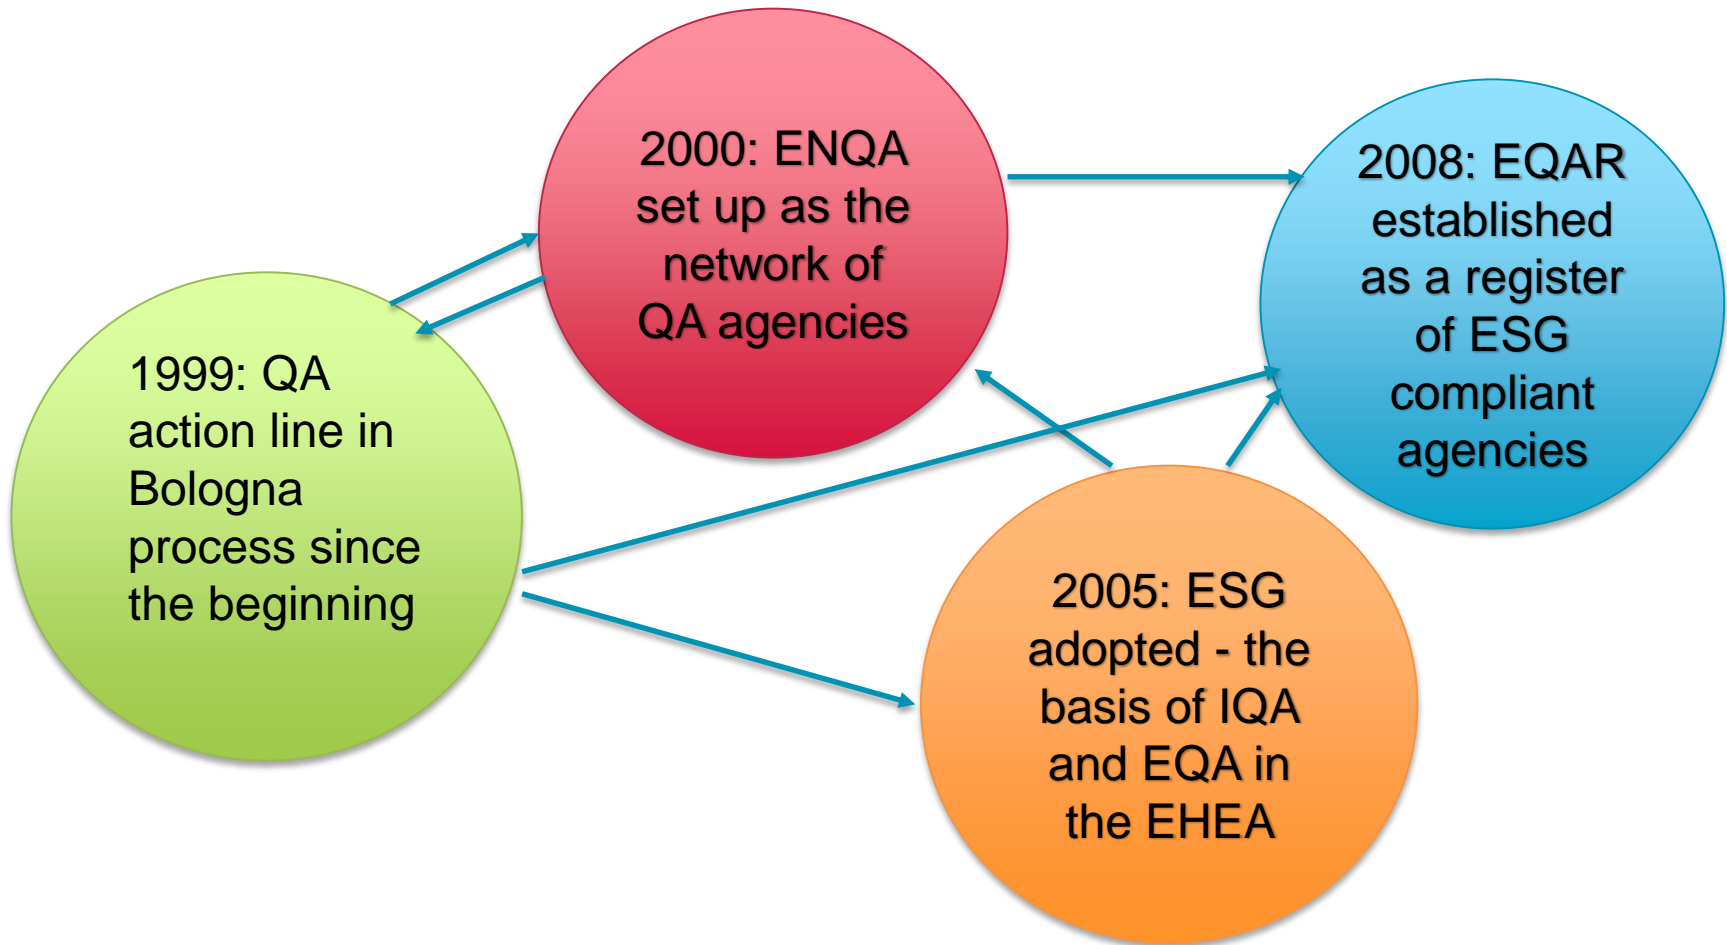 1999: QA
action line in
Bologna
process since
the beginning
2000: ENQA
set up as the
network of
QA agencies
2005: ESG
adopted - the
basis of IQA
and EQA in
the EHEA
2008: EQAR
established
as a register
of ESG
compliant
agencies